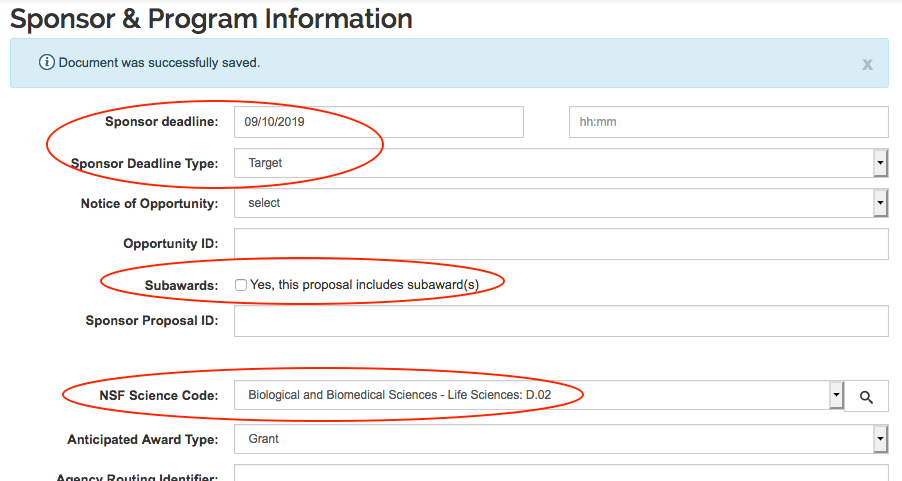 Sponsor & Program Information
Document was successfully saved.
x
Sponsor deadline: 09/10/2019 hh:mm
Sponsor Deadline Type: Target
Notice of Opportunity: select
Opportunity ID:
Subawards: Yes, this proposal includes subaward(s)
Sponsor Proposal ID:
NSF Science Code: Biological and Biomedical Sciences - Life Sciences: D.02
Anticipated Award Type: Grant
Agency Routing Identifier: